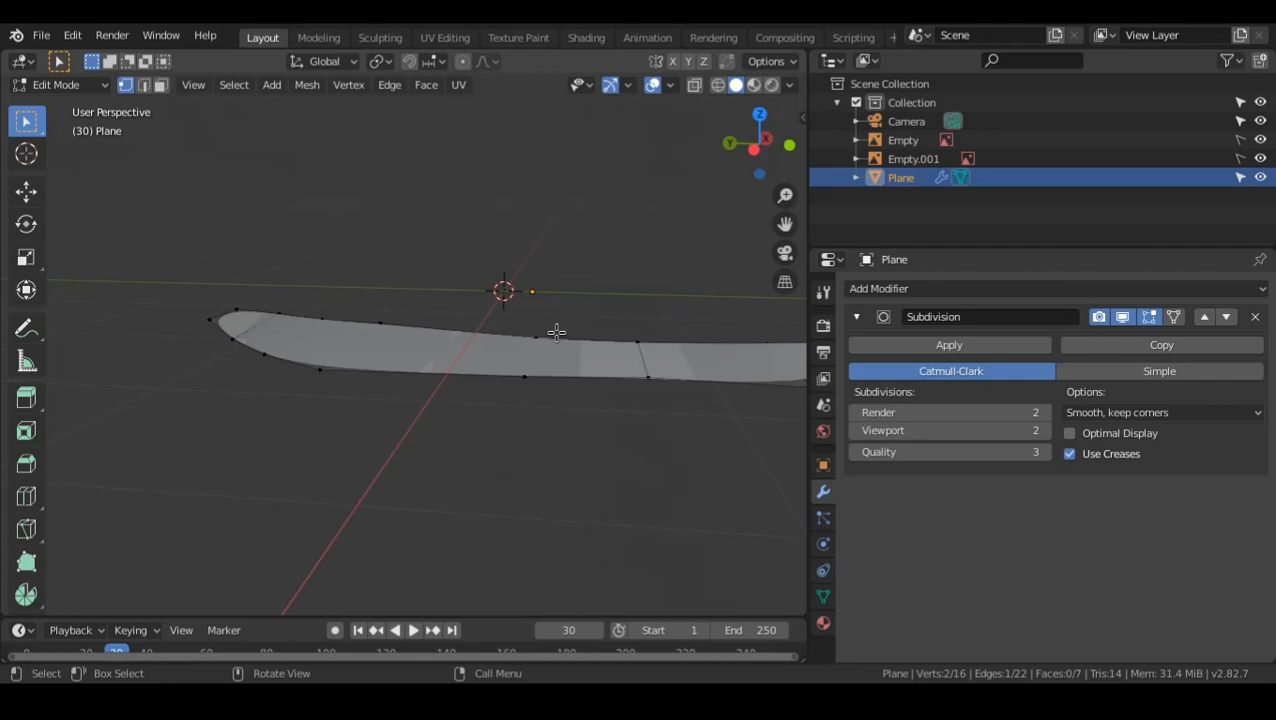 File Edit Render Window Help Layout Modeling Sculpting UV Editing Texture Paint Shading Animation Rendering Compositing Scripting + Scene View Layer
Global X Y Z Options
Edit Mode View Select Add Mesh Vertex Edge Face UV
User Perspective
(30) Plane
Z
Y
X
Scene Collection
Collection
Camera
Empty
Empty.001
Plane
Plane
Add Modifier
Subdivision
Apply Copy
Catmull-Clark Simple
Subdivisions: Options:
Render 2 Smooth, keep corners
Viewport 2 Optimal Display
Quality 3 Use Creases
Playback Keying View Marker 30 Start 1 End 250
30
Select Box Select Rotate View Call Menu Plane | Verts:2/16 | Edges:1/22 | Faces:0/7 | Tris:14 | Mem: 31.4 MiB | v2.82.7